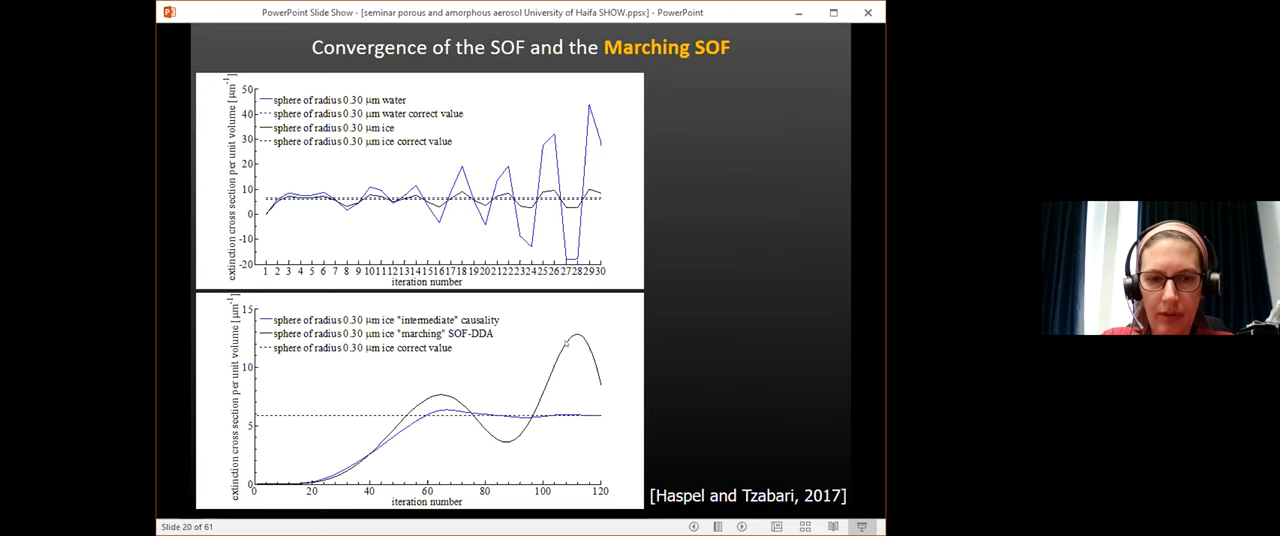 PowerPoint Slide Show - [seminar porous and amorphous aerosol University of Haifa SHOW.ppsx] - PowerPoint
Convergence of the SOF and the Marching SOF
extinction cross section per unit volume [µm⁻¹]
50
40
30
20
10
0
-10
-20
sphere of radius 0.30 µm water
sphere of radius 0.30 µm water correct value
sphere of radius 0.30 µm ice
sphere of radius 0.30 µm ice correct value
1 2 3 4 5 6 7 8 9 10 11 12 13 14 15 16 17 18 19 20 21 22 23 24 25 26 27 28 29 30
iteration number
extinction cross section per unit volume [µm⁻¹]
15
10
5
0
sphere of radius 0.30 µm ice "intermediate" causality
sphere of radius 0.30 µm ice "marching" SOF-DDA
sphere of radius 0.30 µm ice correct value
0 20 40 60 80 100 120
iteration number
[Haspel and Tzabari, 2017]
Slide 20 of 61